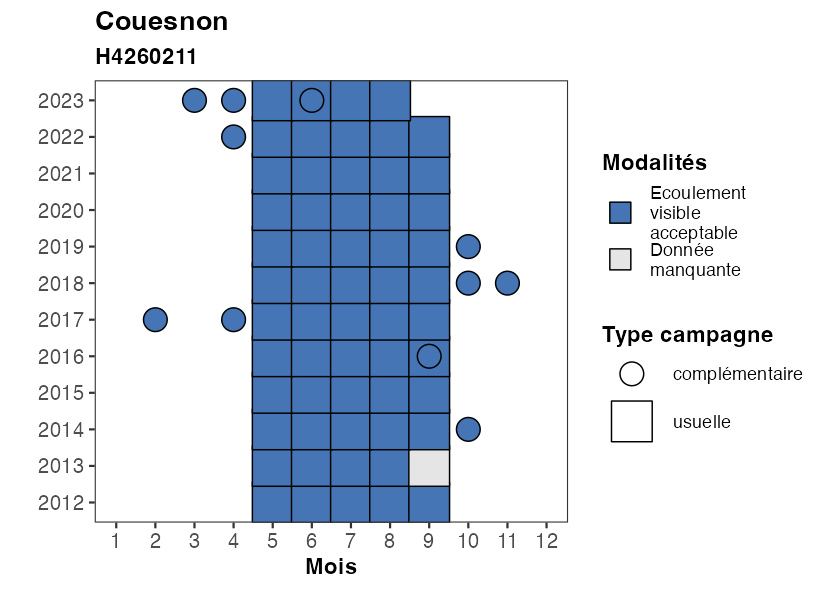 Couesnon
H4260211
2023
2022
2021
2020
2019
2018
2017
2016
2015
2014
2013
2012
1 2 3 4 5 6 7 8 9 10 11 12
Mois
Modalités
Ecoulement
visible
acceptable
Donnée
manquante
Type campagne
complémentaire
usuelle